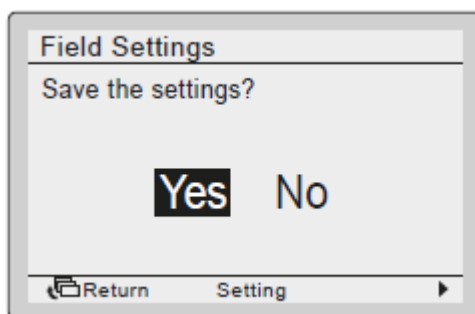 Field Settings
Save the settings?
Yes No
Return Setting